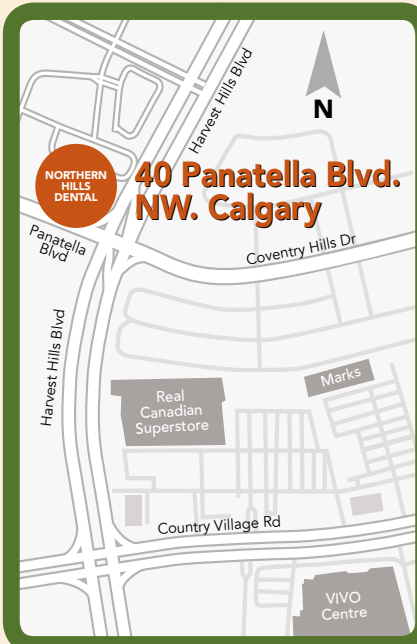 Harvest Hills Blvd
N
NORTHERN
HILLS
DENTAL
40 Panatella Blvd.
NW. Calgary
Panatella
Blvd
Coventry Hills Dr
Harvest Hills Blvd
Marks
Real
Canadian
Superstore
Country Village Rd
VIVO
Centre